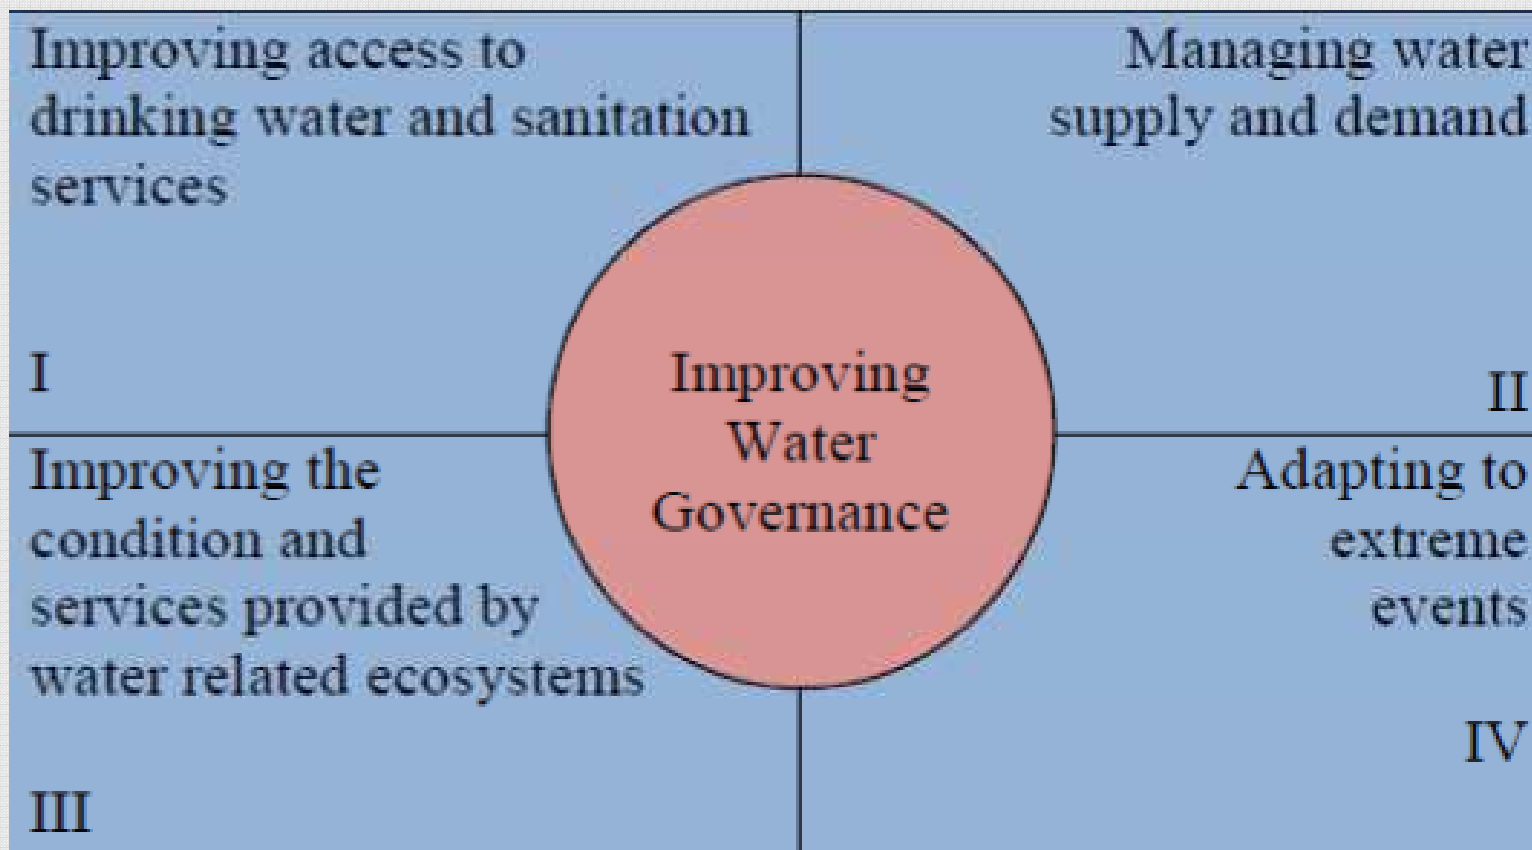 Improving access to
drinking water and sanitation
services
I
Managing water
supply and demand
II
Improving
Water
Governance
Improving the
condition and
services provided by
water related ecosystems
III
Adapting to
extreme
events
IV